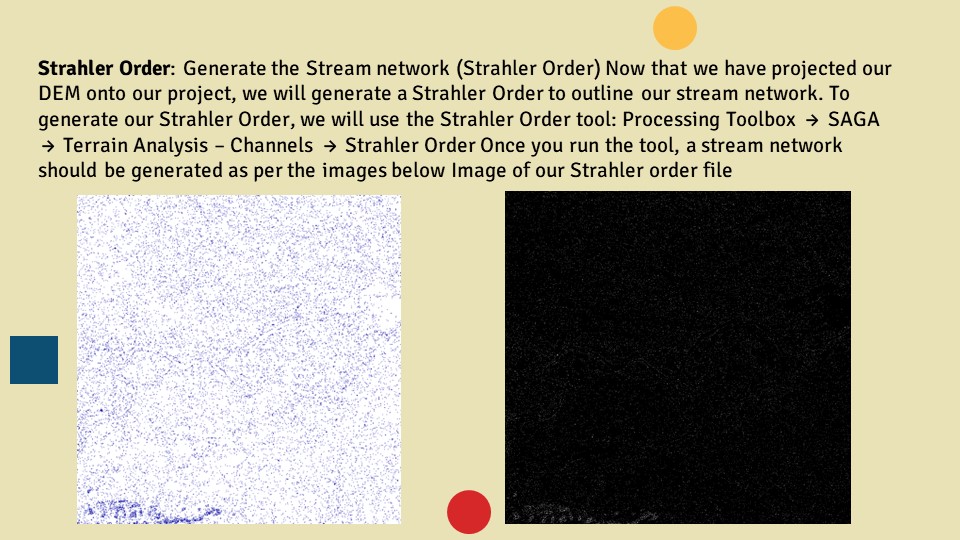 Strahler Order: Generate the Stream network (Strahler Order) Now that we have projected our
DEM onto our project, we will generate a Strahler Order to outline our stream network. To
generate our Strahler Order, we will use the Strahler Order tool: Processing Toolbox → SAGA
→ Terrain Analysis – Channels → Strahler Order Once you run the tool, a stream network
should be generated as per the images below Image of our Strahler order file